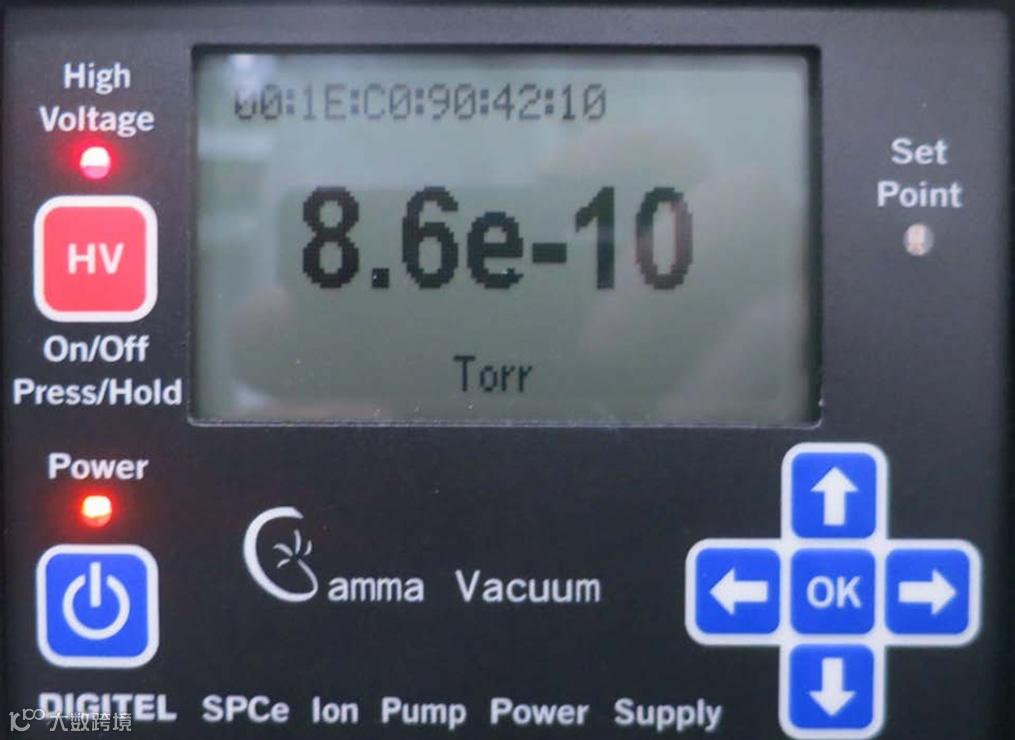 High
Voltage
HV
On/Off
Press/Hold
00:1E:C0:90:42:10
8.6e-10
Torr
Set
Point
Power
Gamma Vacuum
OK
DIGITEL SPCe Ion Pump Power Supply
大数跨境